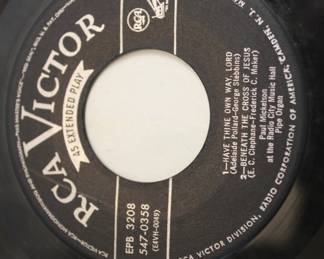 RCA VICTOR
45 EXTENDED PLAY
RCA
EPB 3208
547-0358
(E4VH-0049)
1—HAVE THINE OWN WAY, LORD
(Adelaide Pollard-George Stebbins)
2—BENEATH THE CROSS OF JESUS
(E. C. Clephane-Frederick C. Maker)
Paul Mickelson
at the Radio City Music Hall
Pipe Organ
RCA VICTOR DIVISION, RADIO CORPORATION OF AMERICA, CAMDEN, N. J.